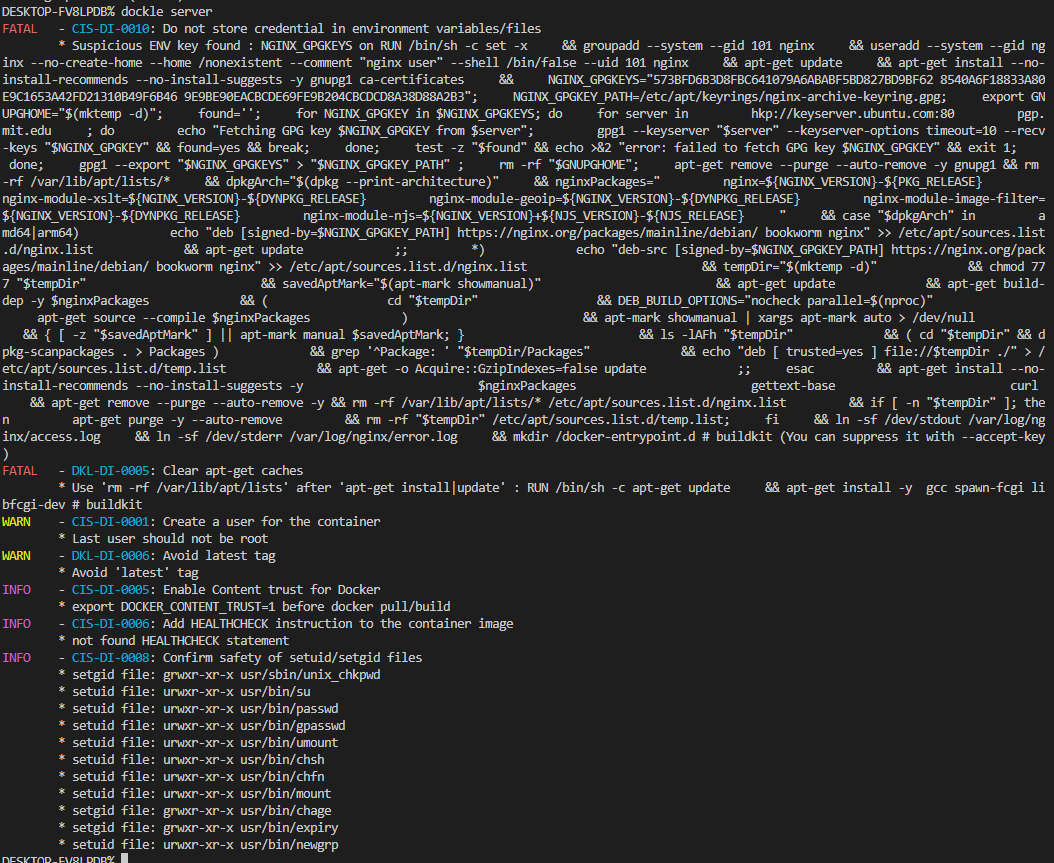 DESKTOP-FV8LPDB% dockle server
FATAL   - CIS-DI-0010: Do not store credential in environment variables/files
        * Suspicious ENV key found : NGINX_GPGKEYS on RUN /bin/sh -c set -x     && groupadd --system --gid 101 nginx     && useradd --system --gid ng
inx --no-create-home --home /nonexistent --comment "nginx user" --shell /bin/false --uid 101 nginx     && apt-get update     && apt-get install --no-
install-recommends --no-install-suggests -y gnupg1 ca-certificates     &&     NGINX_GPGKEYS="573BFD6B3D8FBC641079A6ABABF5BD827BD9BF62 8540A6F18833A80
E9C1653A42FD21310B49F6B46 9E9BE90EACBCDE69FE9B204CBCDCD8A38D88A2B3";     NGINX_GPGKEY_PATH=/etc/apt/keyrings/nginx-archive-keyring.gpg;     export GN
UPGHOME="$(mktemp -d)";     found='';     for NGINX_GPGKEY in $NGINX_GPGKEYS; do     for server in         hkp://keyserver.ubuntu.com:80         pgp.
mit.edu     ; do         echo "Fetching GPG key $NGINX_GPGKEY from $server";         gpg1 --keyserver "$server" --keyserver-options timeout=10 --recv
-keys "$NGINX_GPGKEY" && found=yes && break;     done;     test -z "$found" && echo >&2 "error: failed to fetch GPG key $NGINX_GPGKEY" && exit 1;
 done;     gpg1 --export "$NGINX_GPGKEYS" > "$NGINX_GPGKEY_PATH" ;     rm -rf "$GNUPGHOME";     apt-get remove --purge --auto-remove -y gnupg1 && rm
-rf /var/lib/apt/lists/*     && dpkgArch="$(dpkg --print-architecture)"     && nginxPackages="         nginx=${NGINX_VERSION}-${PKG_RELEASE}
nginx-module-xslt=${NGINX_VERSION}-${DYNPKG_RELEASE}         nginx-module-geoip=${NGINX_VERSION}-${DYNPKG_RELEASE}         nginx-module-image-filter=
${NGINX_VERSION}-${DYNPKG_RELEASE}         nginx-module-njs=${NGINX_VERSION}+${NJS_VERSION}-${NJS_RELEASE}     "     && case "$dpkgArch" in         a
md64|arm64)             echo "deb [signed-by=$NGINX_GPGKEY_PATH] https://nginx.org/packages/mainline/debian/ bookworm nginx" >> /etc/apt/sources.list
.d/nginx.list             && apt-get update             ;;         *)             echo "deb-src [signed-by=$NGINX_GPGKEY_PATH] https://nginx.org/pack
ages/mainline/debian/ bookworm nginx" >> /etc/apt/sources.list.d/nginx.list                         && tempDir="$(mktemp -d)"             && chmod 77
7 "$tempDir"                         && savedAptMark="$(apt-mark showmanual)"                         && apt-get update             && apt-get build-
dep -y $nginxPackages             && (                 cd "$tempDir"                 && DEB_BUILD_OPTIONS="nocheck parallel=$(nproc)"
     apt-get source --compile $nginxPackages             )                         && apt-mark showmanual | xargs apt-mark auto > /dev/null
   && { [ -z "$savedAptMark" ] || apt-mark manual $savedAptMark; }                         && ls -lAFh "$tempDir"             && ( cd "$tempDir" && d
pkg-scanpackages . > Packages )             && grep '^Package: ' "$tempDir/Packages"             && echo "deb [ trusted=yes ] file://$tempDir ./" > /
etc/apt/sources.list.d/temp.list             && apt-get -o Acquire::GzipIndexes=false update             ;;     esac         && apt-get install --no-
install-recommends --no-install-suggests -y                         $nginxPackages                         gettext-base                         curl
    && apt-get remove --purge --auto-remove -y && rm -rf /var/lib/apt/lists/* /etc/apt/sources.list.d/nginx.list         && if [ -n "$tempDir" ]; the
n         apt-get purge -y --auto-remove         && rm -rf "$tempDir" /etc/apt/sources.list.d/temp.list;     fi     && ln -sf /dev/stdout /var/log/ng
inx/access.log     && ln -sf /dev/stderr /var/log/nginx/error.log     && mkdir /docker-entrypoint.d # buildkit (You can suppress it with --accept-key
)
FATAL   - DKL-DI-0005: Clear apt-get caches
        * Use 'rm -rf /var/lib/apt/lists' after 'apt-get install|update' : RUN /bin/sh -c apt-get update     && apt-get install -y  gcc spawn-fcgi li
bfcgi-dev # buildkit
WARN    - CIS-DI-0001: Create a user for the container
        * Last user should not be root
WARN    - DKL-DI-0006: Avoid latest tag
        * Avoid 'latest' tag
INFO    - CIS-DI-0005: Enable Content trust for Docker
        * export DOCKER_CONTENT_TRUST=1 before docker pull/build
INFO    - CIS-DI-0006: Add HEALTHCHECK instruction to the container image
        * not found HEALTHCHECK statement
INFO    - CIS-DI-0008: Confirm safety of setuid/setgid files
        * setgid file: grwxr-xr-x usr/sbin/unix_chkpwd
        * setuid file: urwxr-xr-x usr/bin/su
        * setuid file: urwxr-xr-x usr/bin/passwd
        * setuid file: urwxr-xr-x usr/bin/gpasswd
        * setuid file: urwxr-xr-x usr/bin/umount
        * setuid file: urwxr-xr-x usr/bin/chsh
        * setuid file: urwxr-xr-x usr/bin/chfn
        * setuid file: urwxr-xr-x usr/bin/mount
        * setgid file: grwxr-xr-x usr/bin/chage
        * setgid file: grwxr-xr-x usr/bin/expiry
        * setuid file: urwxr-xr-x usr/bin/newgrp
DESKTOP-FV8LPDB%